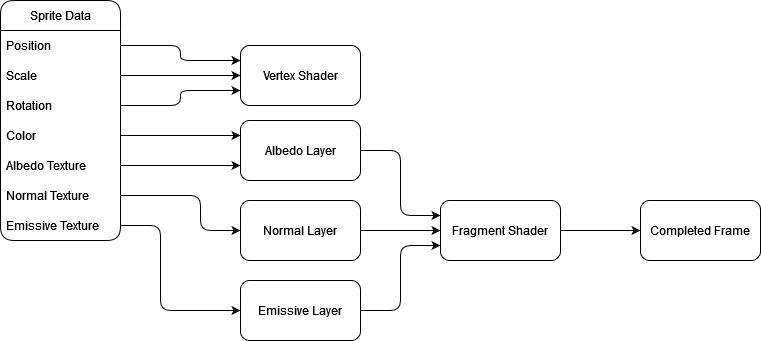 Sprite Data
Position
Scale
Rotation
Color
Albedo Texture
Normal Texture
Emissive Texture
Vertex Shader
Albedo Layer
Normal Layer
Emissive Layer
Fragment Shader
Completed Frame